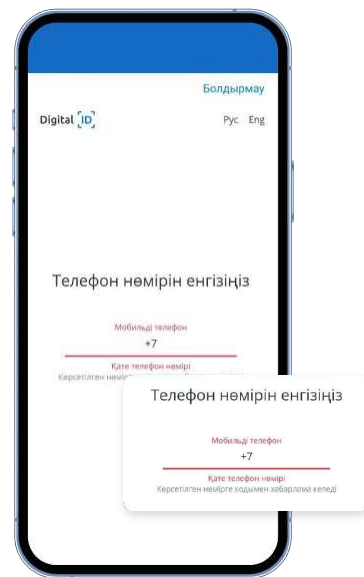 Болдырмау
Digital [ID]
Рус Eng
Телефон нөмірін енгізіңіз
Мобильді телефон
+7
Қате телефон нөмірі
Көрсетілген
Телефон нөмірін енгізіңіз
Мобильді телефон
+7
Қате телефон нөмірі
Көрсетілген нөмірге кодымен хабарлама келеді